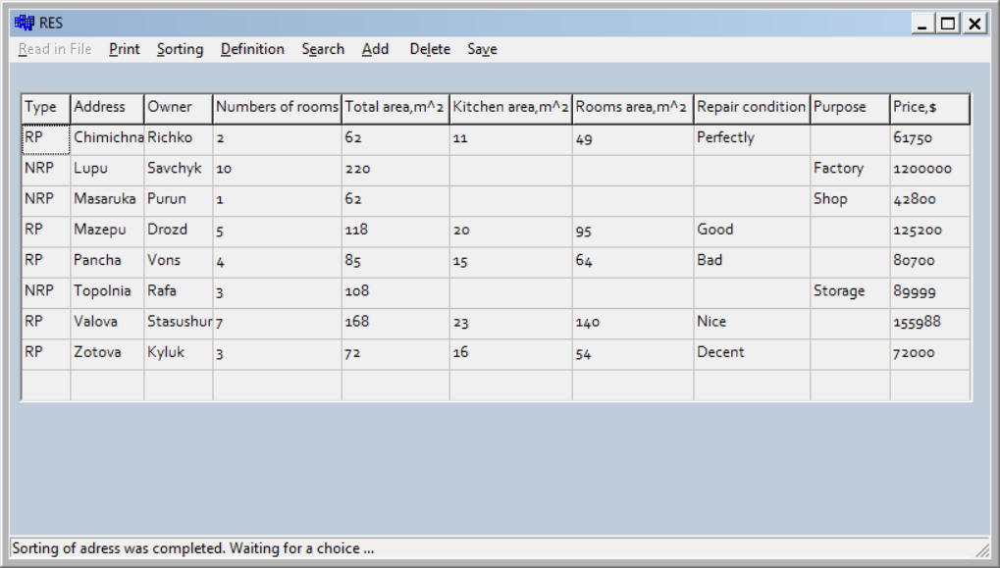 RES
Read in File Print Sorting Definition Search Add Delete Save
Type Address Owner Numbers of rooms Total area,m^2 Kitchen area,m^2 Rooms area,m^2 Repair condition Purpose Price,$
RP Chimichna Richko 2 62 11 49 Perfectly 61750
NRP Lupu Savchyk 10 220 Factory 1200000
NRP Masaruka Purun 1 62 Shop 42800
RP Mazepu Drozd 5 118 20 95 Good 125200
RP Pancha Vons 4 85 15 64 Bad 80700
NRP Topolnia Rafa 3 108 Storage 89999
RP Valova Stasushur 7 168 23 140 Nice 155988
RP Zotova Kyluk 3 72 16 54 Decent 72000
Sorting of adress was completed. Waiting for a choice ...